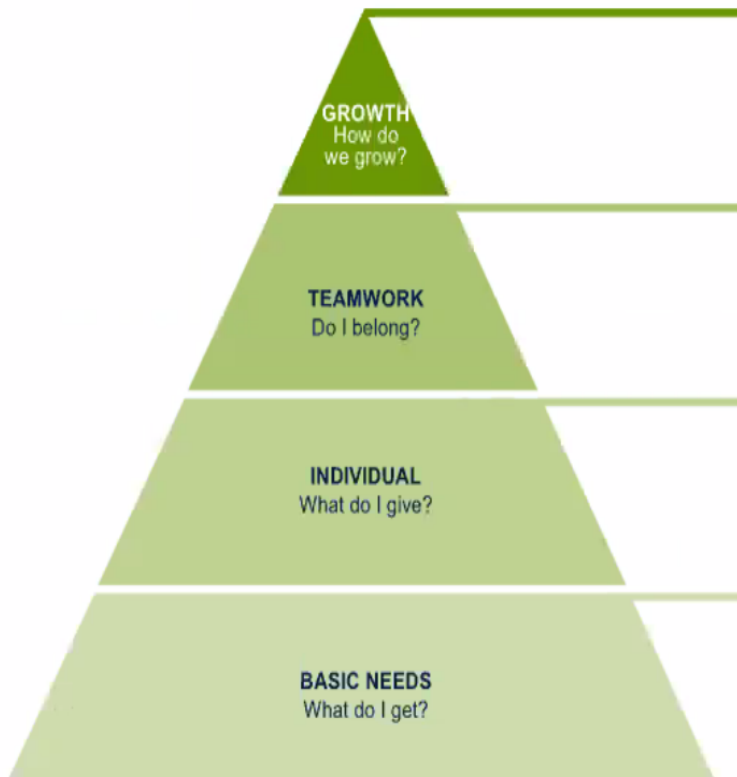 GROWTH
How do
we grow?
TEAMWORK
Do I belong?
INDIVIDUAL
What do I give?
BASIC NEEDS
What do I get?